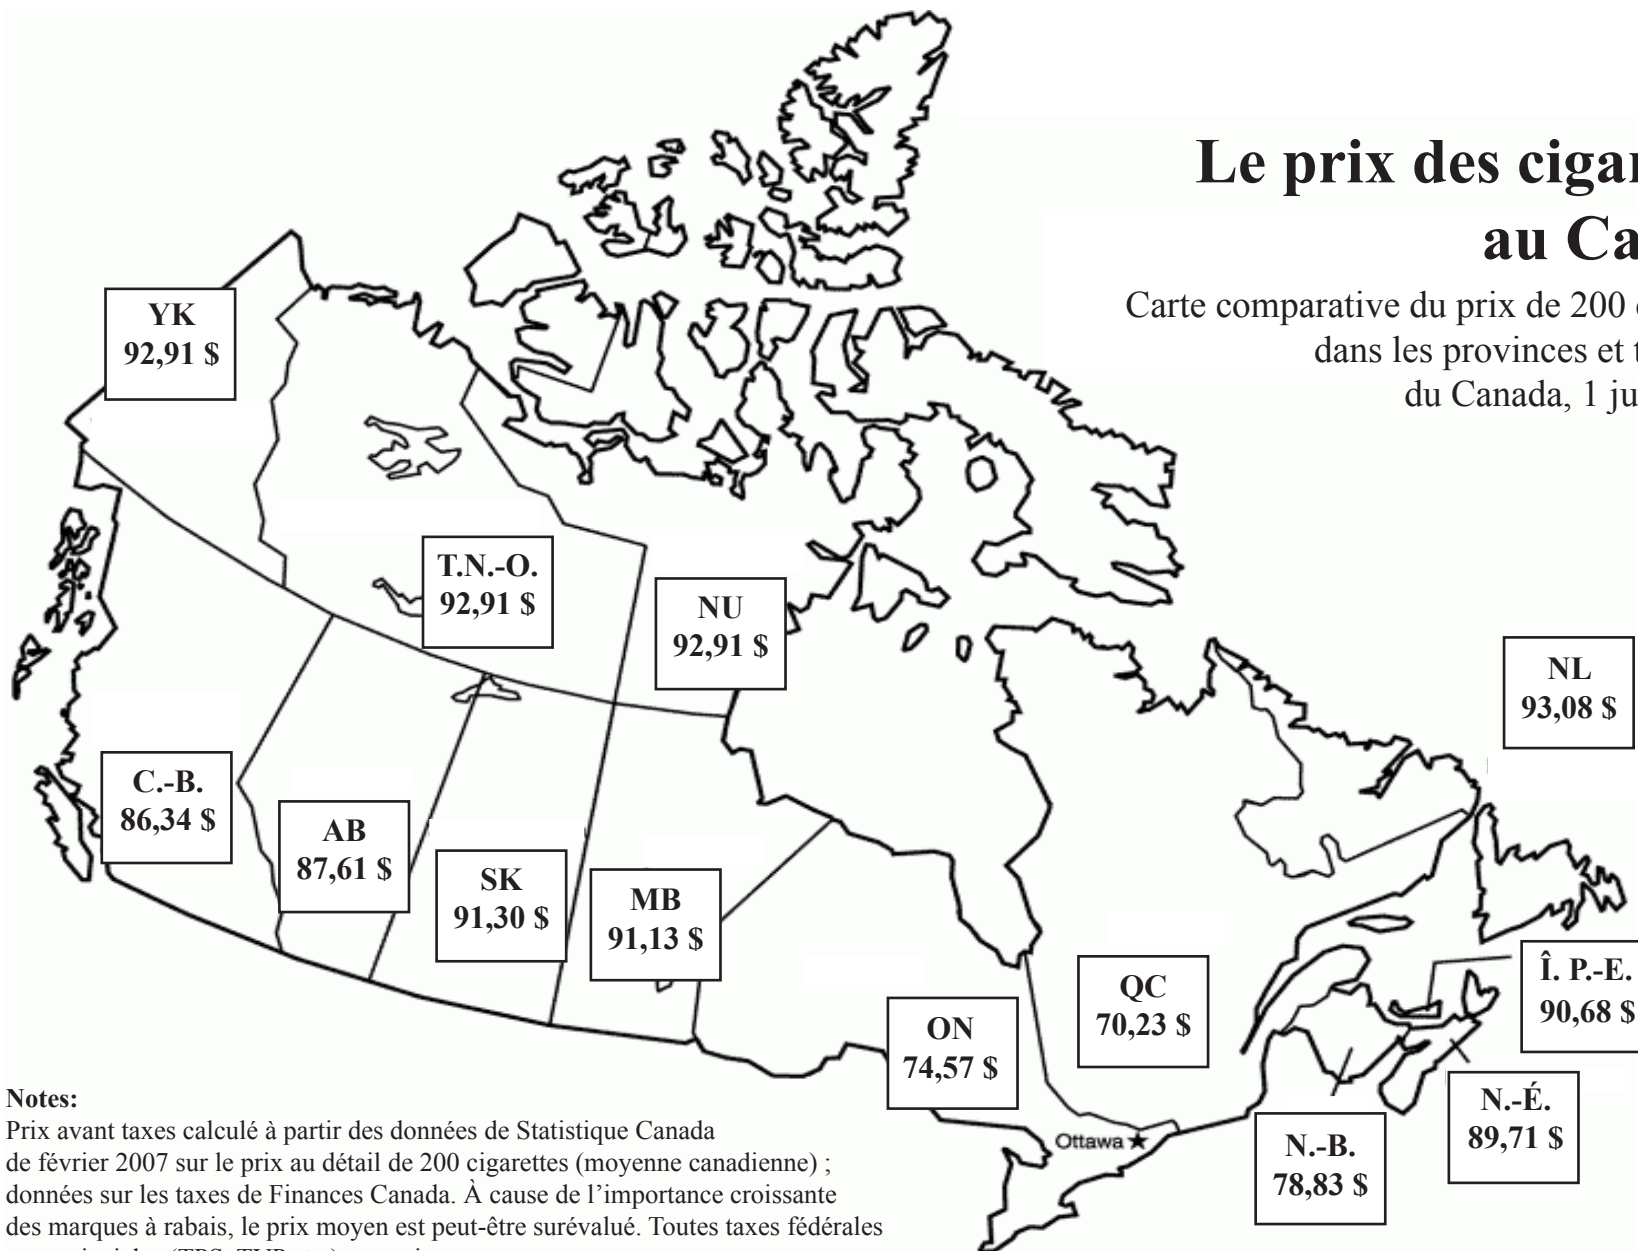 Le prix des cigar
au Ca
Carte comparative du prix de 200
dans les provinces et t
du Canada, 1 ju
YK
92,91 $
T.N.-O.
92,91 $
NU
92,91 $
NL
93,08 $
C.-B.
86,34 $
AB
87,61 $
SK
91,30 $
MB
91,13 $
ON
74,57 $
QC
70,23 $
Î. P.-E.
90,68 $
N.-É.
89,71 $
N.-B.
78,83 $
Ottawa
Notes:
Prix avant taxes calculé à partir des données de Statistique Canada
de février 2007 sur le prix au détail de 200 cigarettes (moyenne canadienne) ;
données sur les taxes de Finances Canada. À cause de l’importance croissante
des marques à rabais, le prix moyen est peut-être surévalué. Toutes taxes fédérales